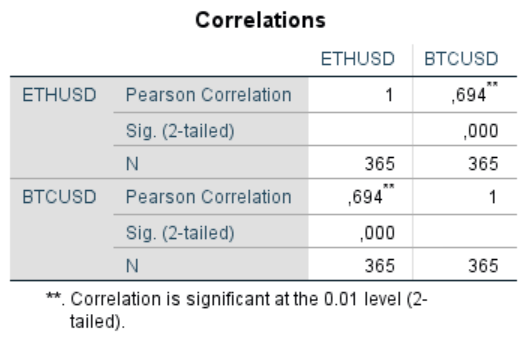 Correlations
ETHUSD BTCUSD
ETHUSD Pearson Correlation 1 ,694**
Sig. (2-tailed) ,000
N 365 365
BTCUSD Pearson Correlation ,694** 1
Sig. (2-tailed) ,000
N 365 365
**. Correlation is significant at the 0.01 level (2-
tailed).